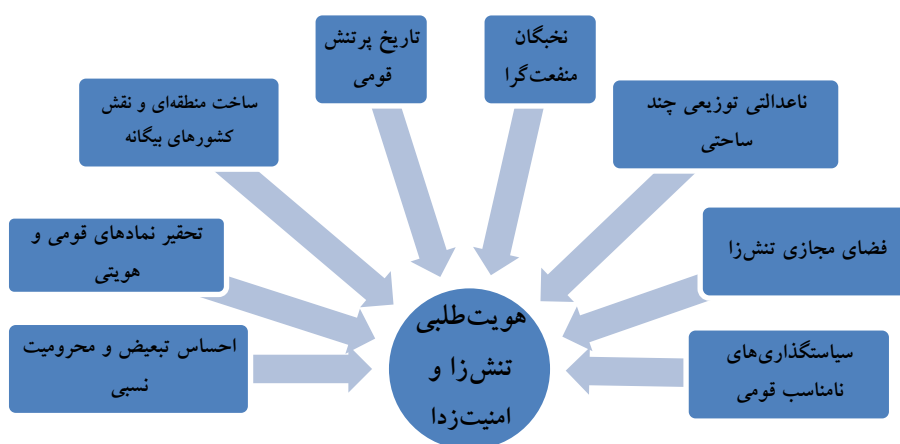 نخبگان
منفعت‌گرا
تاریخ پرتنش
قومی
ناعدالتی توزیعی چند
ساحتی
ساخت منطقه‌ای و نقش
کشورهای بیگانه
فضای مجازی تنش‌زا
تحقیر نمادهای قومی و
هویتی
سیاستگذاری‌های
نامناسب قومی
احساس تبعیض و محرومیت
نسبی
هویت‌طلبی
تنش‌زا و
امنیت‌زدا